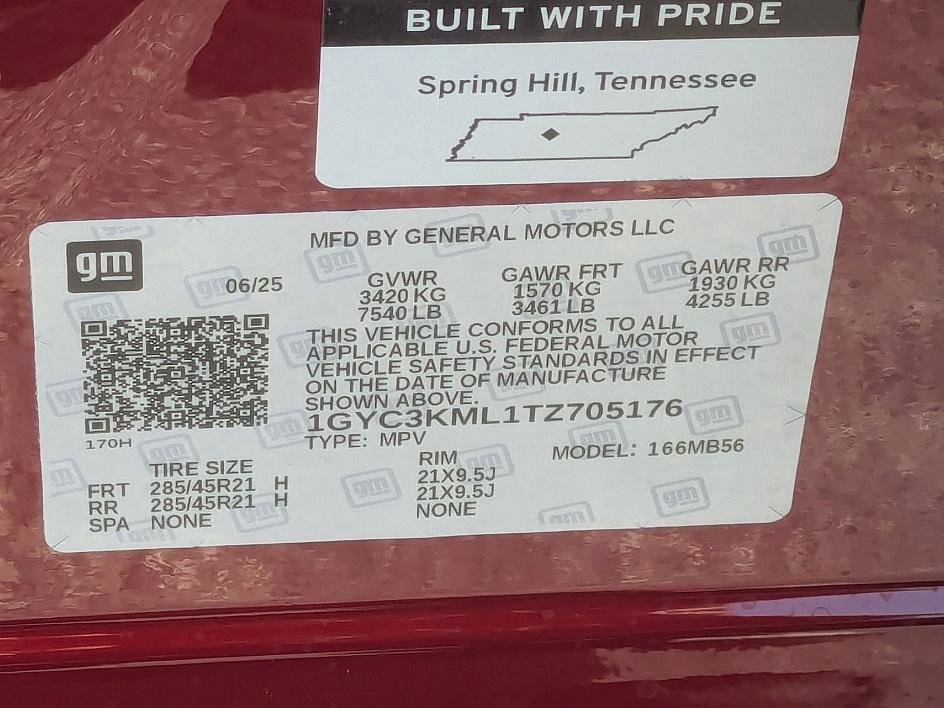 BUILT WITH PRIDE
Spring Hill, Tennessee
gm
MFD BY GENERAL MOTORS LLC
06/25
GVWR GAWR FRT GAWR RR
3420 KG 1570 KG 1930 KG
7540 LB 3461 LB 4255 LB
THIS VEHICLE CONFORMS TO ALL
APPLICABLE U.S. FEDERAL MOTOR
VEHICLE SAFETY STANDARDS IN EFFECT
ON THE DATE OF MANUFACTURE
SHOWN ABOVE.
1GYC3KML1TZ705176
170H
TYPE: MPV MODEL: 166MB56
TIRE SIZE RIM
FRT 285/45R21 H 21X9.5J
RR 285/45R21 H 21X9.5J
SPA NONE NONE